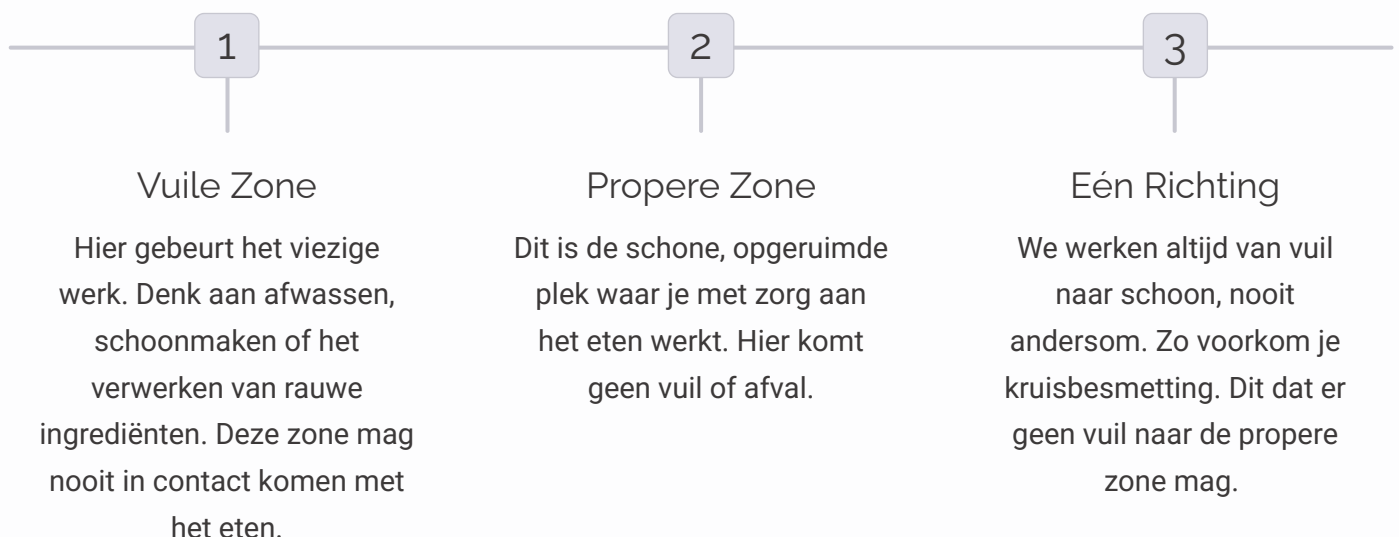 1
2
3
Vuile Zone
Hier gebeurt het viezige
werk. Denk aan afwassen,
schoonmaken of het
verwerken van rauwe
ingrediënten. Deze zone mag
nooit in contact komen met
het eten.
Propere Zone
Dit is de schone, opgeruimde
plek waar je met zorg aan
het eten werkt. Hier komt
geen vuil of afval.
Eén Richting
We werken altijd van vuil
naar schoon, nooit
andersom. Zo voorkom je
kruisbesmetting. Dit dat er
geen vuil naar de propere
zone mag.